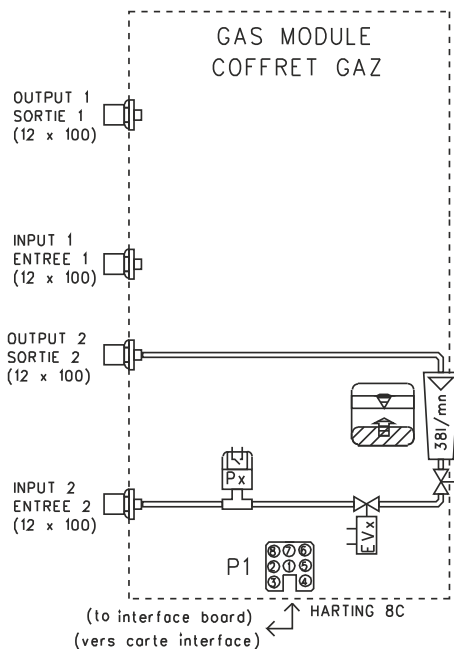 GAS MODULE
COFFRET GAZ
OUTPUT 1
SORTIE 1
(12 x 100)
INPUT 1
ENTREE 1
(12 x 100)
OUTPUT 2
SORTIE 2
(12 x 100)
38l/mn
Px
INPUT 2
ENTREE 2
(12 x 100)
EVx
P1
8 7 6
2 1 5
3 4
HARTING 8C
(to interface board)
(vers carte interface)